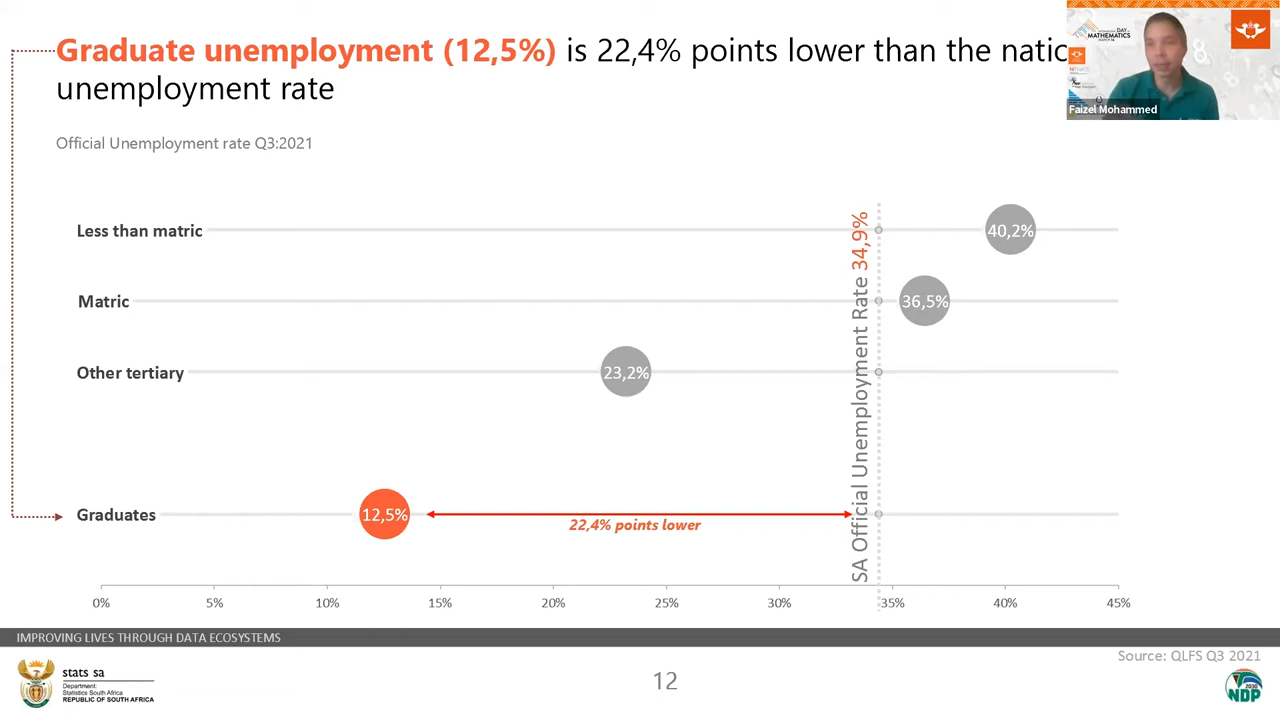 Graduate unemployment (12,5%) is 22,4% points lower than the natio
unemployment rate
DAY of
MATHEMATICS
Faizel Mohammed
Official Unemployment rate Q3:2021
Less than matric
40,2%
Matric
36,5%
Other tertiary
23,2%
SA Official Unemployment Rate 34,9%
Graduates
12,5%
22,4% points lower
0%
5%
10%
15%
20%
25%
30%
35%
40%
45%
IMPROVING LIVES THROUGH DATA ECOSYSTEMS
Source: QLFS Q3 2021
stats sa
Department:
Statistics South Africa
REPUBLIC OF SOUTH AFRICA
12
2030
NDP